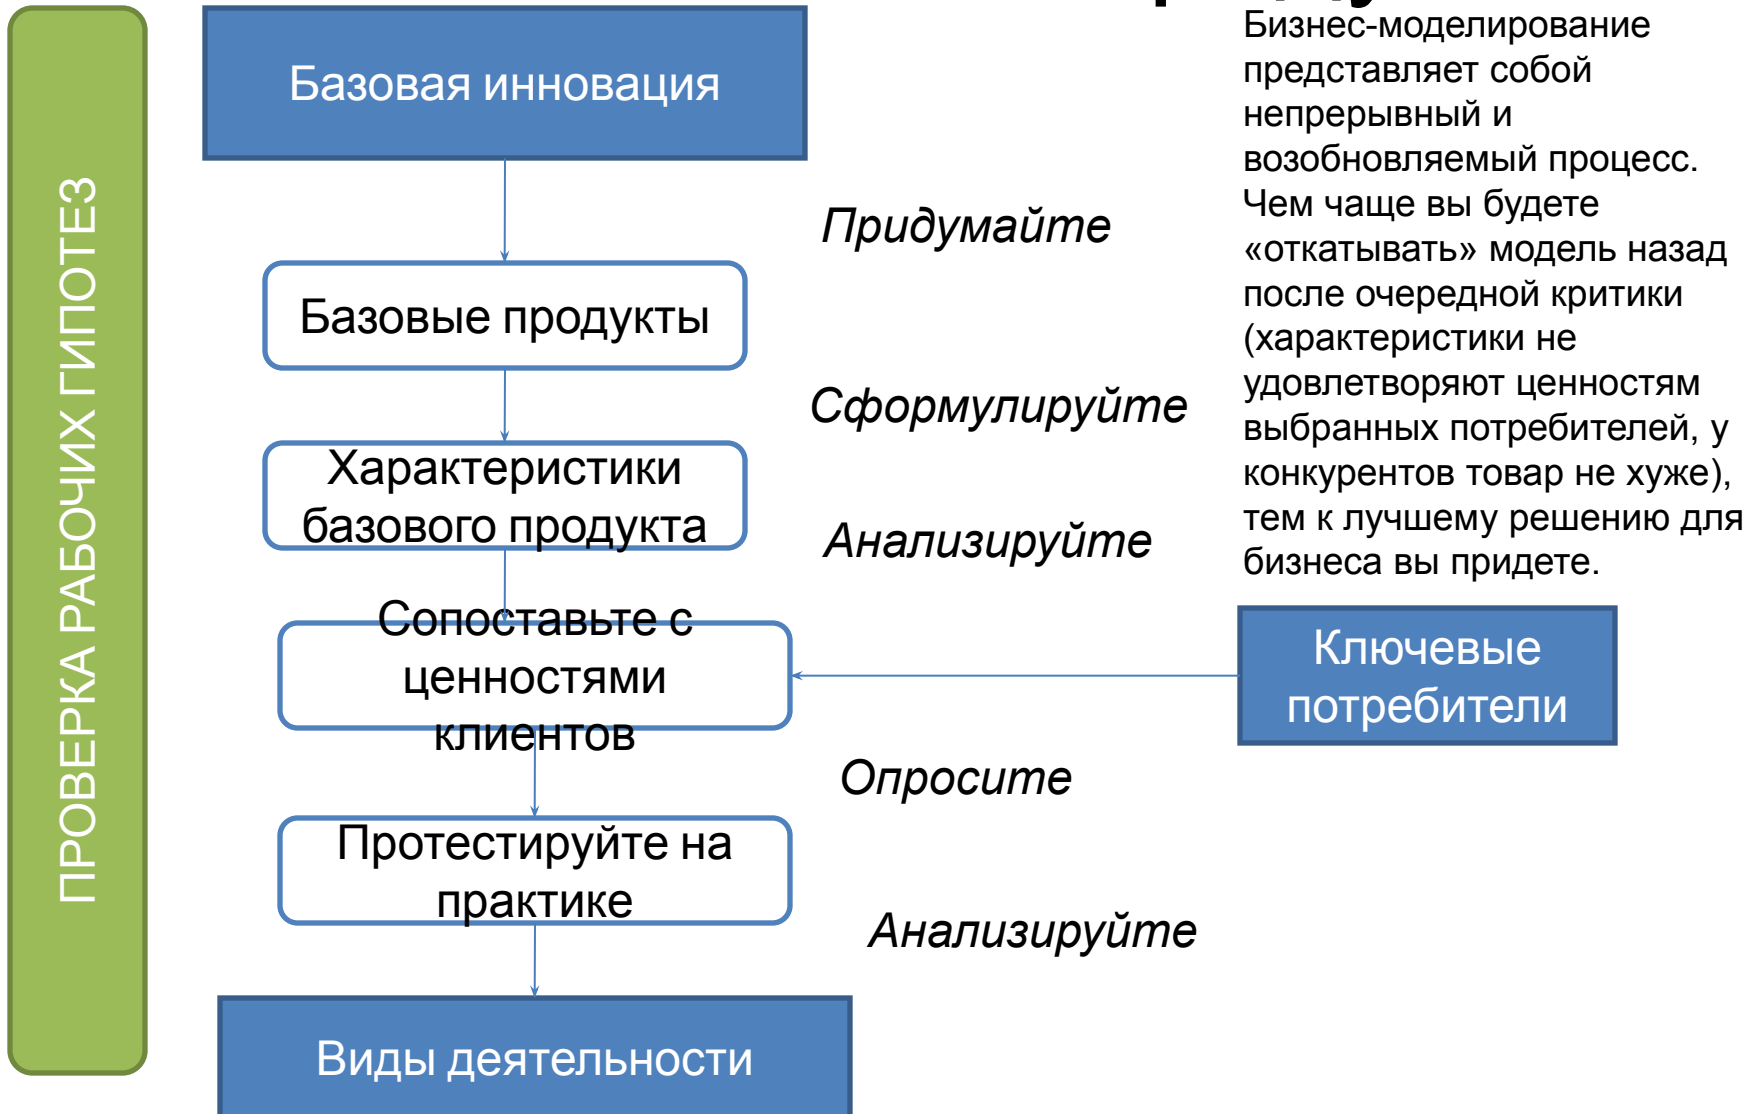 ПРОВЕРКА РАБОЧИХ ГИПОТЕЗ
Базовая инновация
Придумайте
Базовые продукты
Сформулируйте
Характеристики
базового продукта
Анализируйте
Сопоставьте с
ценностями
клиентов
Опросите
Протестируйте на
практике
Анализируйте
Виды деятельности
Бизнес-моделирование
представляет собой
непрерывный и
возобновляемый процесс.
Чем чаще вы будете
«откатывать» модель назад
после очередной критики
(характеристики не
удовлетворяют ценностям
выбранных потребителей, у
конкурентов товар не хуже),
тем к лучшему решению для
бизнеса вы придете.
Ключевые
потребители